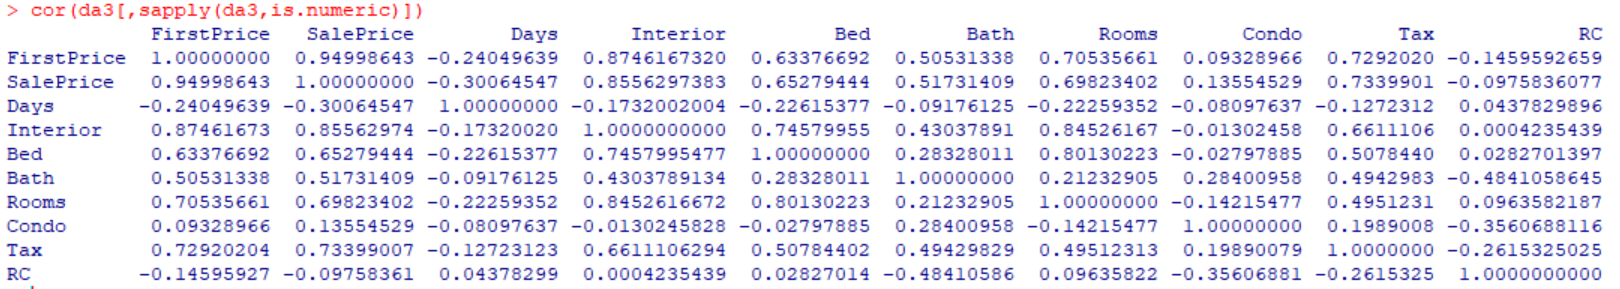 > cor(da3[,sapply(da3,is.numeric)])
FirstPrice SalePrice Days Interior Bed Bath Rooms Condo Tax RC
FirstPrice 1.00000000 0.94998643 -0.24049639 0.8746167320 0.63376692 0.50531338 0.70535661 0.09328966 0.7292020 -0.1459592659
SalePrice 0.94998643 1.00000000 -0.30064547 0.8556297383 0.65279444 0.51731409 0.69823402 0.13554529 0.7339901 -0.0975836077
Days -0.24049639 -0.30064547 1.00000000 -0.1732002004 -0.22615377 -0.09176125 -0.22259352 -0.08097637 -0.1272312 0.0437829896
Interior 0.87461673 0.85562974 -0.17320020 1.0000000000 0.74579955 0.43037891 0.84526167 -0.01302458 0.6611106 0.0004235439
Bed 0.63376692 0.65279444 -0.22615377 0.7457995477 1.00000000 0.28328011 0.80130223 -0.02797885 0.5078440 0.0282701397
Bath 0.50531338 0.51731409 -0.09176125 0.4303789134 0.28328011 1.00000000 0.21232905 0.28400958 0.4942983 -0.4841058645
Rooms 0.70535661 0.69823402 -0.22259352 0.8452616672 0.80130223 0.21232905 1.00000000 -0.14215477 0.4951231 0.0963582187
Condo 0.09328966 0.13554529 -0.08097637 -0.0130245828 -0.02797885 0.28400958 -0.14215477 1.00000000 0.1989008 -0.3560688116
Tax 0.72920204 0.73399007 -0.12723123 0.6611106294 0.50784402 0.49429829 0.49512313 0.19890079 1.0000000 -0.2615325025
RC -0.14595927 -0.09758361 0.04378299 0.0004235439 0.02827014 -0.48410586 0.09635822 -0.35606881 -0.2615325 1.0000000000